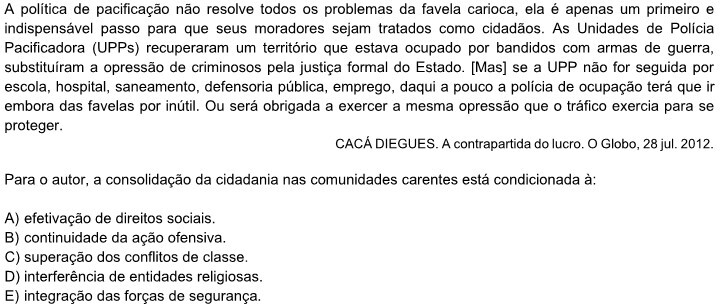 A política de pacificação não resolve todos os problemas da favela carioca, ela é apenas um primeiro e
indispensável passo para que seus moradores sejam tratados como cidadãos. As Unidades de Polícia
Pacificadora (UPPs) recuperaram um território que estava ocupado por bandidos com armas de guerra,
substituíram a opressão de criminosos pela justiça formal do Estado. [Mas] se a UPP não for seguida por
escola, hospital, saneamento, defensoria pública, emprego, daqui a pouco a polícia de ocupação terá que ir
embora das favelas por inútil. Ou será obrigada a exercer a mesma opressão que o tráfico exercia para se
proteger.
CACÁ DIEGUES. A contrapartida do lucro. O Globo, 28 jul. 2012.
Para o autor, a consolidação da cidadania nas comunidades carentes está condicionada à:
A) efetivação de direitos sociais.
B) continuidade da ação ofensiva.
C) superação dos conflitos de classe.
D) interferência de entidades religiosas.
E) integração das forças de segurança.